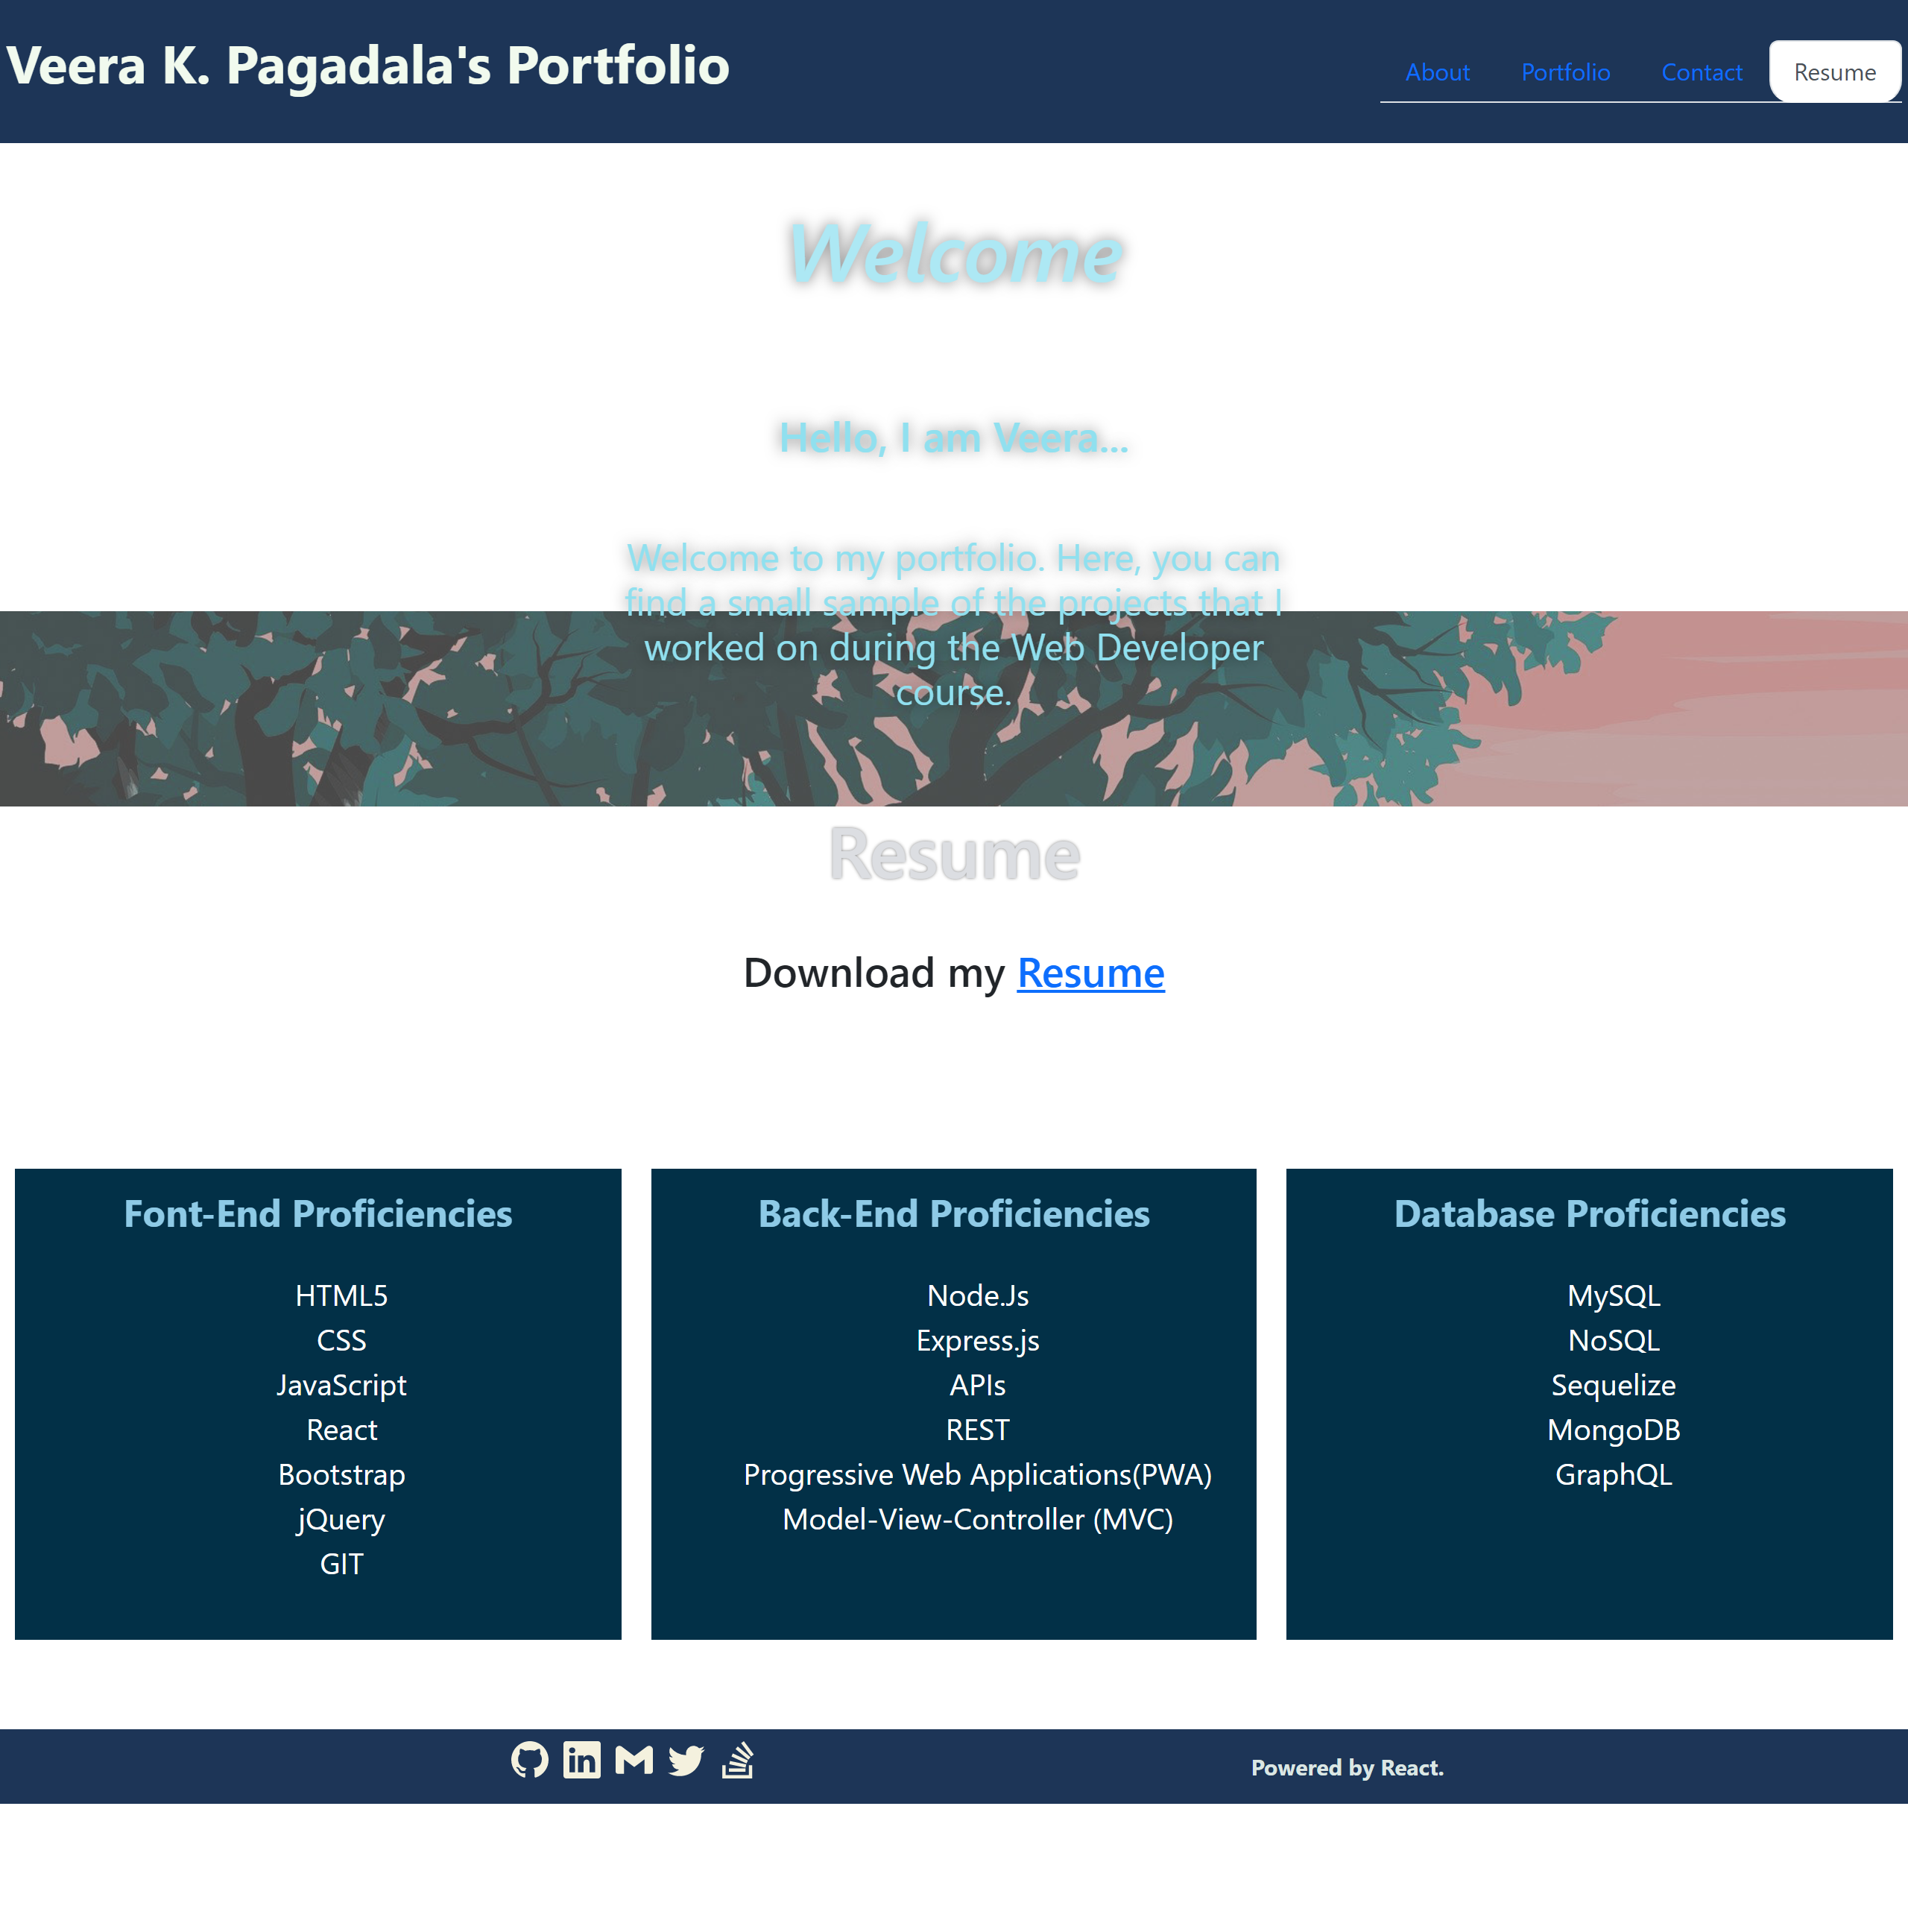 Veera K. Pagadala's Portfolio
About Portfolio Contact Resume
Welcome
Hello, I am Veera...
Welcome to my portfolio. Here, you can
find a small sample of the projects that I
worked on during the Web Developer
course.
Resume
Download my Resume
Font-End Proficiencies
HTML5
CSS
JavaScript
React
Bootstrap
jQuery
GIT
Back-End Proficiencies
Node.Js
Express.js
APIs
REST
Progressive Web Applications(PWA)
Model-View-Controller (MVC)
Database Proficiencies
MySQL
NoSQL
Sequelize
MongoDB
GraphQL
in
Powered by React.